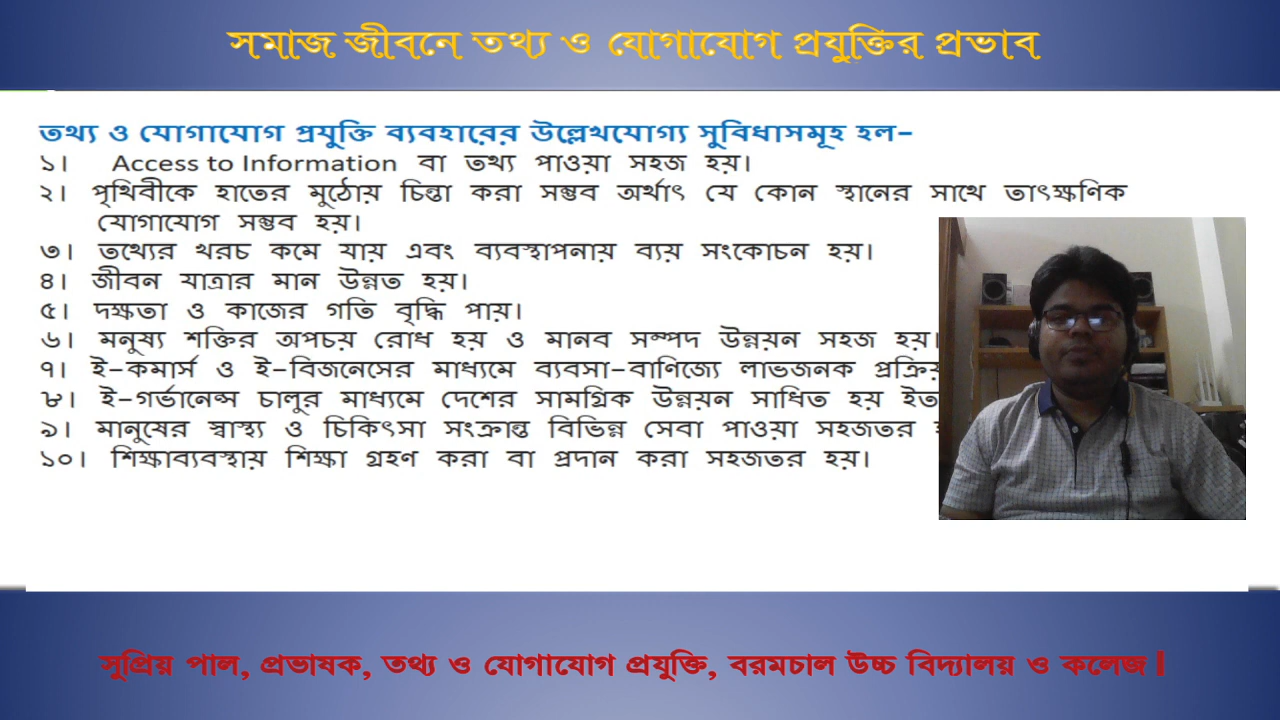 সমাজ জীবনে তথ্য ও যোগাযোগ প্রযুক্তির প্রভাব
তথ্য ও যোগাযোগ প্রযুক্তি ব্যবহারের উল্লেখযোগ্য সুবিধাসমূহ হল-
১। Access to Information বা তথ্য পাওয়া সহজ হয়।
২। পৃথিবীকে হাতের মুঠোয় চিন্তা করা সম্ভব অর্থাৎ যে কোন স্থানের সাথে তাৎক্ষণিক
যোগাযোগ সম্ভব হয়।
৩। তথ্যের খরচ কমে যায় এবং ব্যবস্থাপনায় ব্যয় সংকোচন হয়।
৪। জীবন যাত্রার মান উন্নত হয়।
৫। দক্ষতা ও কাজের গতি বৃদ্ধি পায়।
৬। মনুষ্য শক্তির অপচয় রোধ হয় ও মানব সম্পদ উন্নয়ন সহজ হয়।
৭। ই-কমার্স ও ই-বিজনেসের মাধ্যমে ব্যবসা-বাণিজ্যে লাভজনক
৮। ই-গর্ভানেন্স চালুর মাধ্যমে দেশের সামগ্রিক উন্নয়ন সাধিত হয়
৯। মানুষের স্বাস্থ্য ও চিকিৎসা সংক্রান্ত বিভিন্ন সেবা পাওয়া সহজতর
১০। শিক্ষাব্যবস্থায় শিক্ষা গ্রহণ করা বা প্রদান করা সহজতর হয়।
সুপ্রিয় পাল, প্রভাষক, তথ্য ও যোগাযোগ প্রযুক্তি, বরমচাল উচ্চ বিদ্যালয় ও কলেজ।